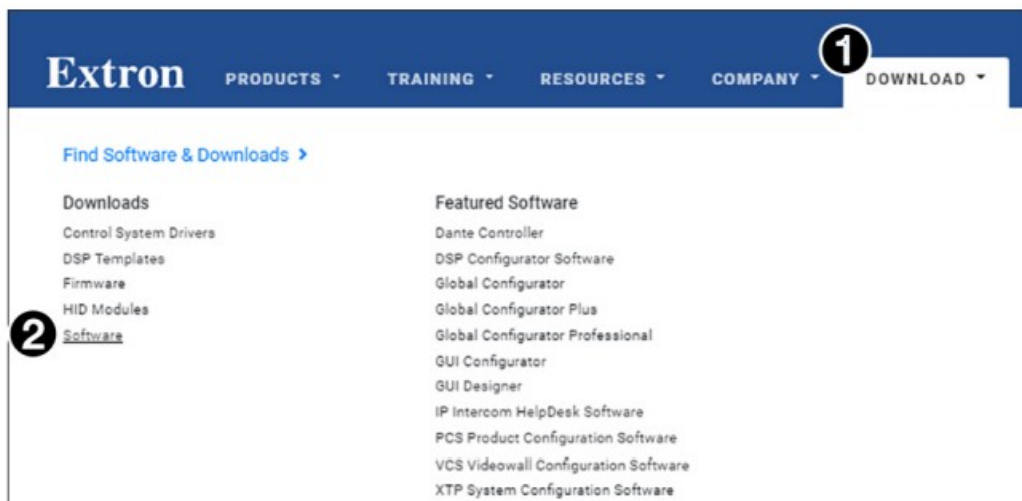 1
Extron PRODUCTS TRAINING RESOURCES COMPANY DOWNLOAD
Find Software & Downloads >
Downloads
Control System Drivers
DSP Templates
Firmware
HID Modules
2 Software
Featured Software
Dante Controller
DSP Configurator Software
Global Configurator
Global Configurator Plus
Global Configurator Professional
GUI Configurator
GUI Designer
IP Intercom HelpDesk Software
PCS Product Configuration Software
VCS Videowall Configuration Software
XTP System Configuration Software